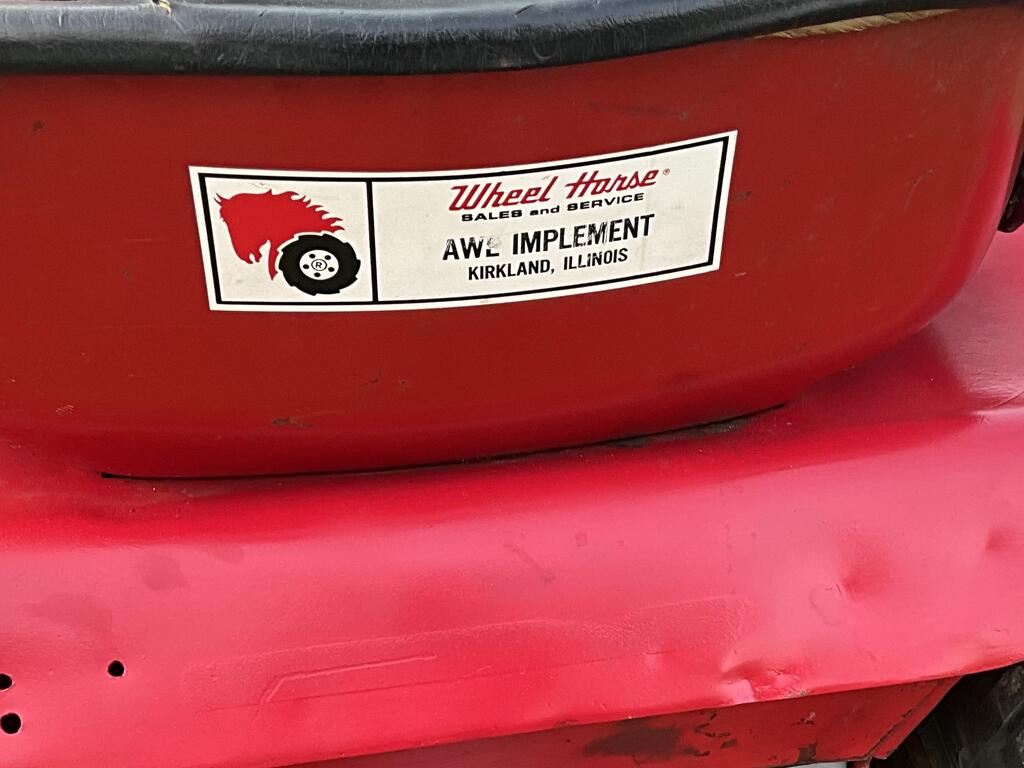 Wheel Horse®
SALES and SERVICE
AWE IMPLEMENT
KIRKLAND, ILLINOIS
R